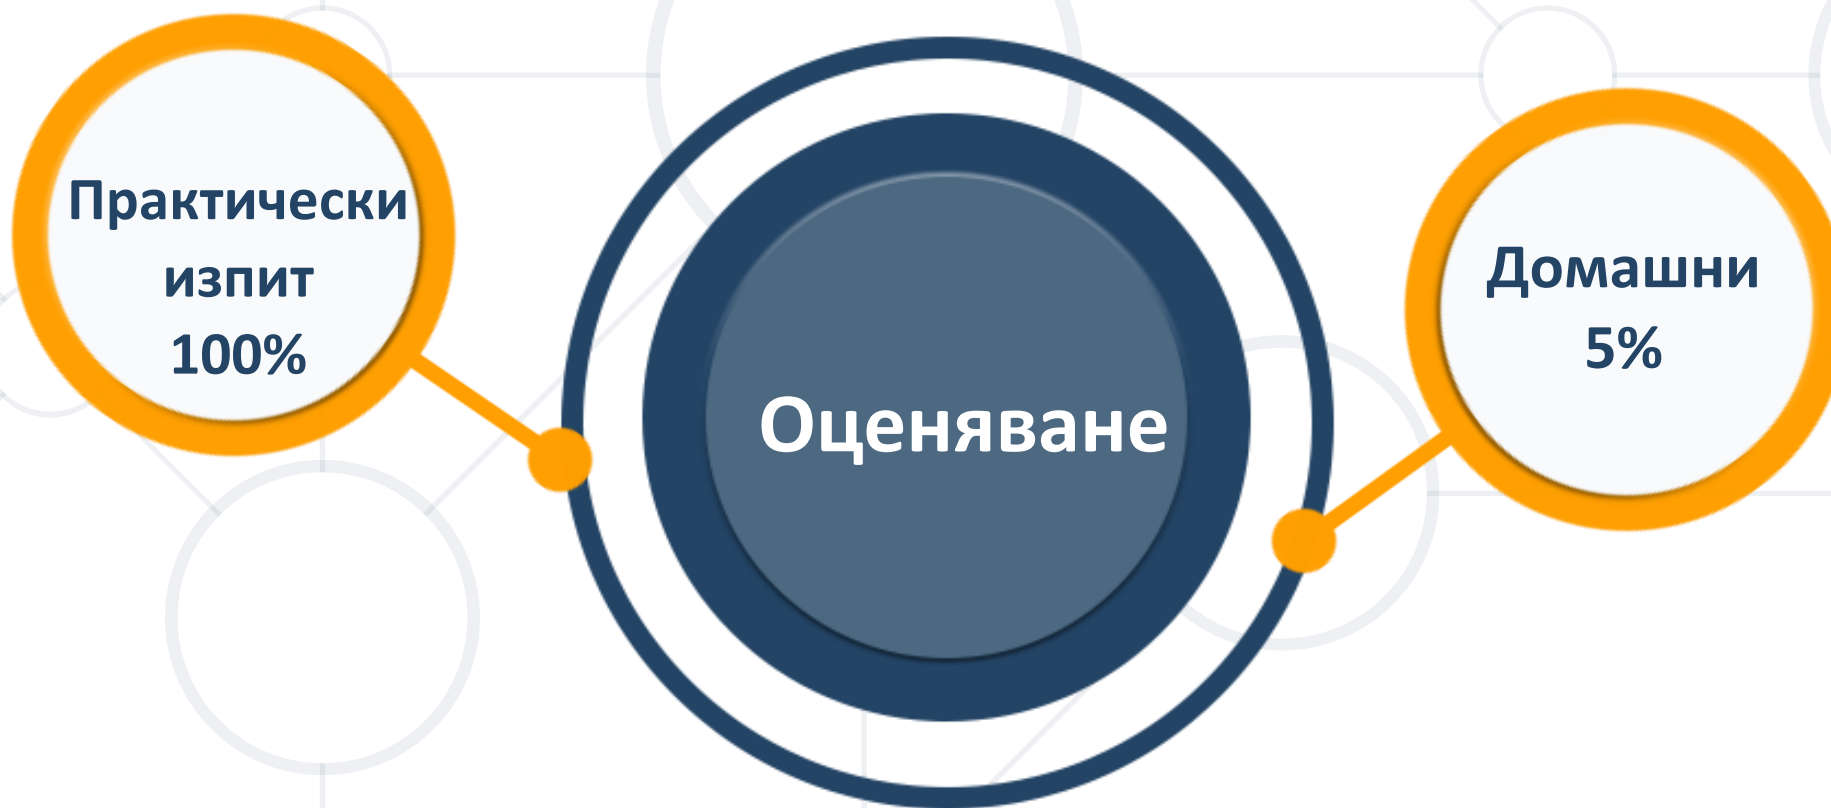 Практически
изпит
100%
Оценяване
Домашни
5%